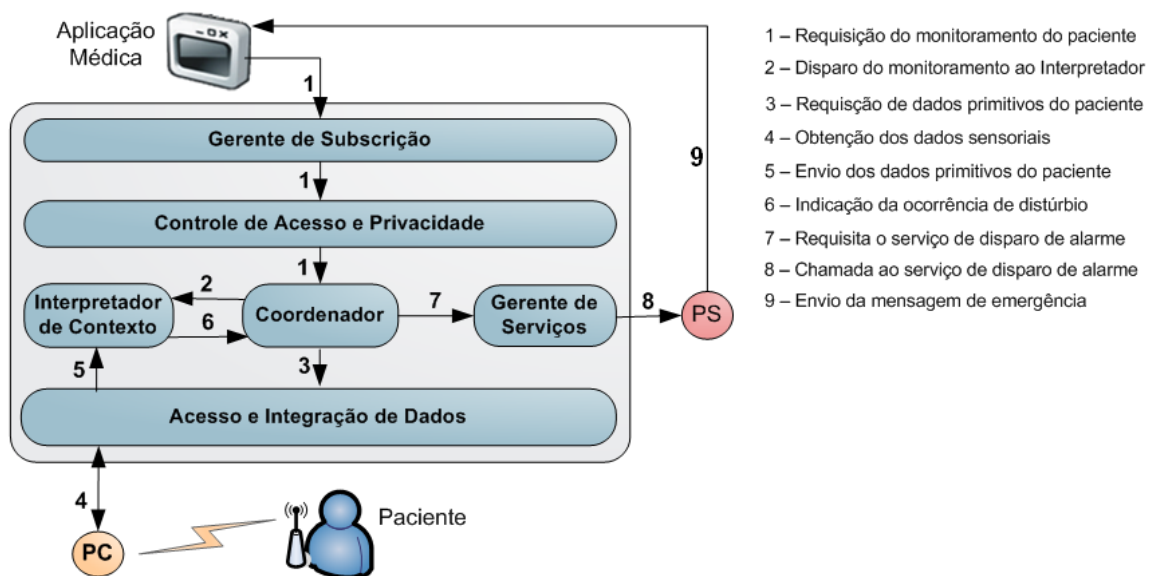 Aplicação
Médica
1
Gerente de Subscrição
1
Controle de Acesso e Privacidade
1
Interpretador
de Contexto
2
6
Coordenador
7
Gerente de
Serviços
8
PS
9
5
3
Acesso e Integração de Dados
4
PC
Paciente
1 – Requisição do monitoramento do paciente
2 – Disparo do monitoramento ao Interpretador
3 – Requisção de dados primitivos do paciente
4 – Obtenção dos dados sensoriais
5 – Envio dos dados primitivos do paciente
6 – Indicação da ocorrência de distúrbio
7 – Requisita o serviço de disparo de alarme
8 – Chamada ao serviço de disparo de alarme
9 – Envio da mensagem de emergência